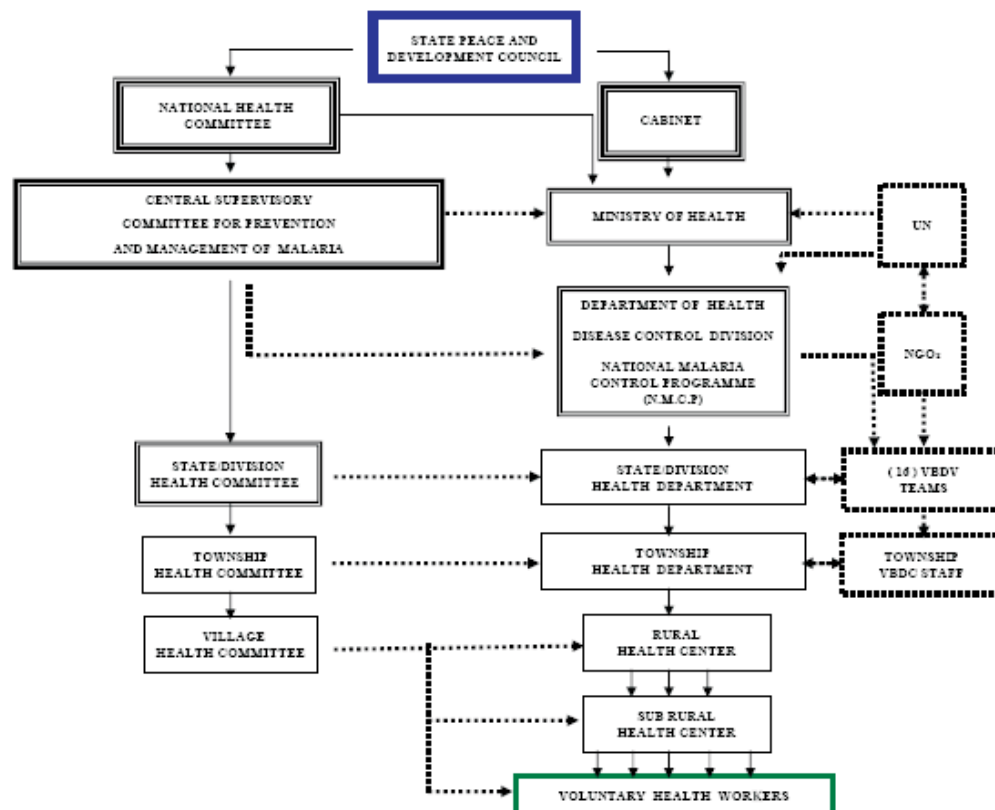 STATE PEACE AND
DEVELOPMENT COUNCIL
NATIONAL HEALTH
COMMITTEE
CABINET
CENTRAL SUPERVISORY
COMMITTEE FOR PREVENTION
AND MANAGEMENT OF MALARIA
MINISTRY OF HEALTH
UN
DEPARTMENT OF HEALTH
DISEASE CONTROL DIVISION
NATIONAL MALARIA
CONTROL PROGRAMME
(N.M.C.P)
NGOs
STATE/DIVISION
HEALTH COMMITTEE
STATE/DIVISION
HEALTH DEPARTMENT
( 16 ) VBDV
TEAMS
TOWNSHIP
HEALTH COMMITTEE
TOWNSHIP
HEALTH DEPARTMENT
TOWNSHIP
VBDC STAFF
VILLAGE
HEALTH COMMITTEE
RURAL
HEALTH CENTER
SUB RURAL
HEALTH CENTER
VOLUNTARY HEALTH WORKERS